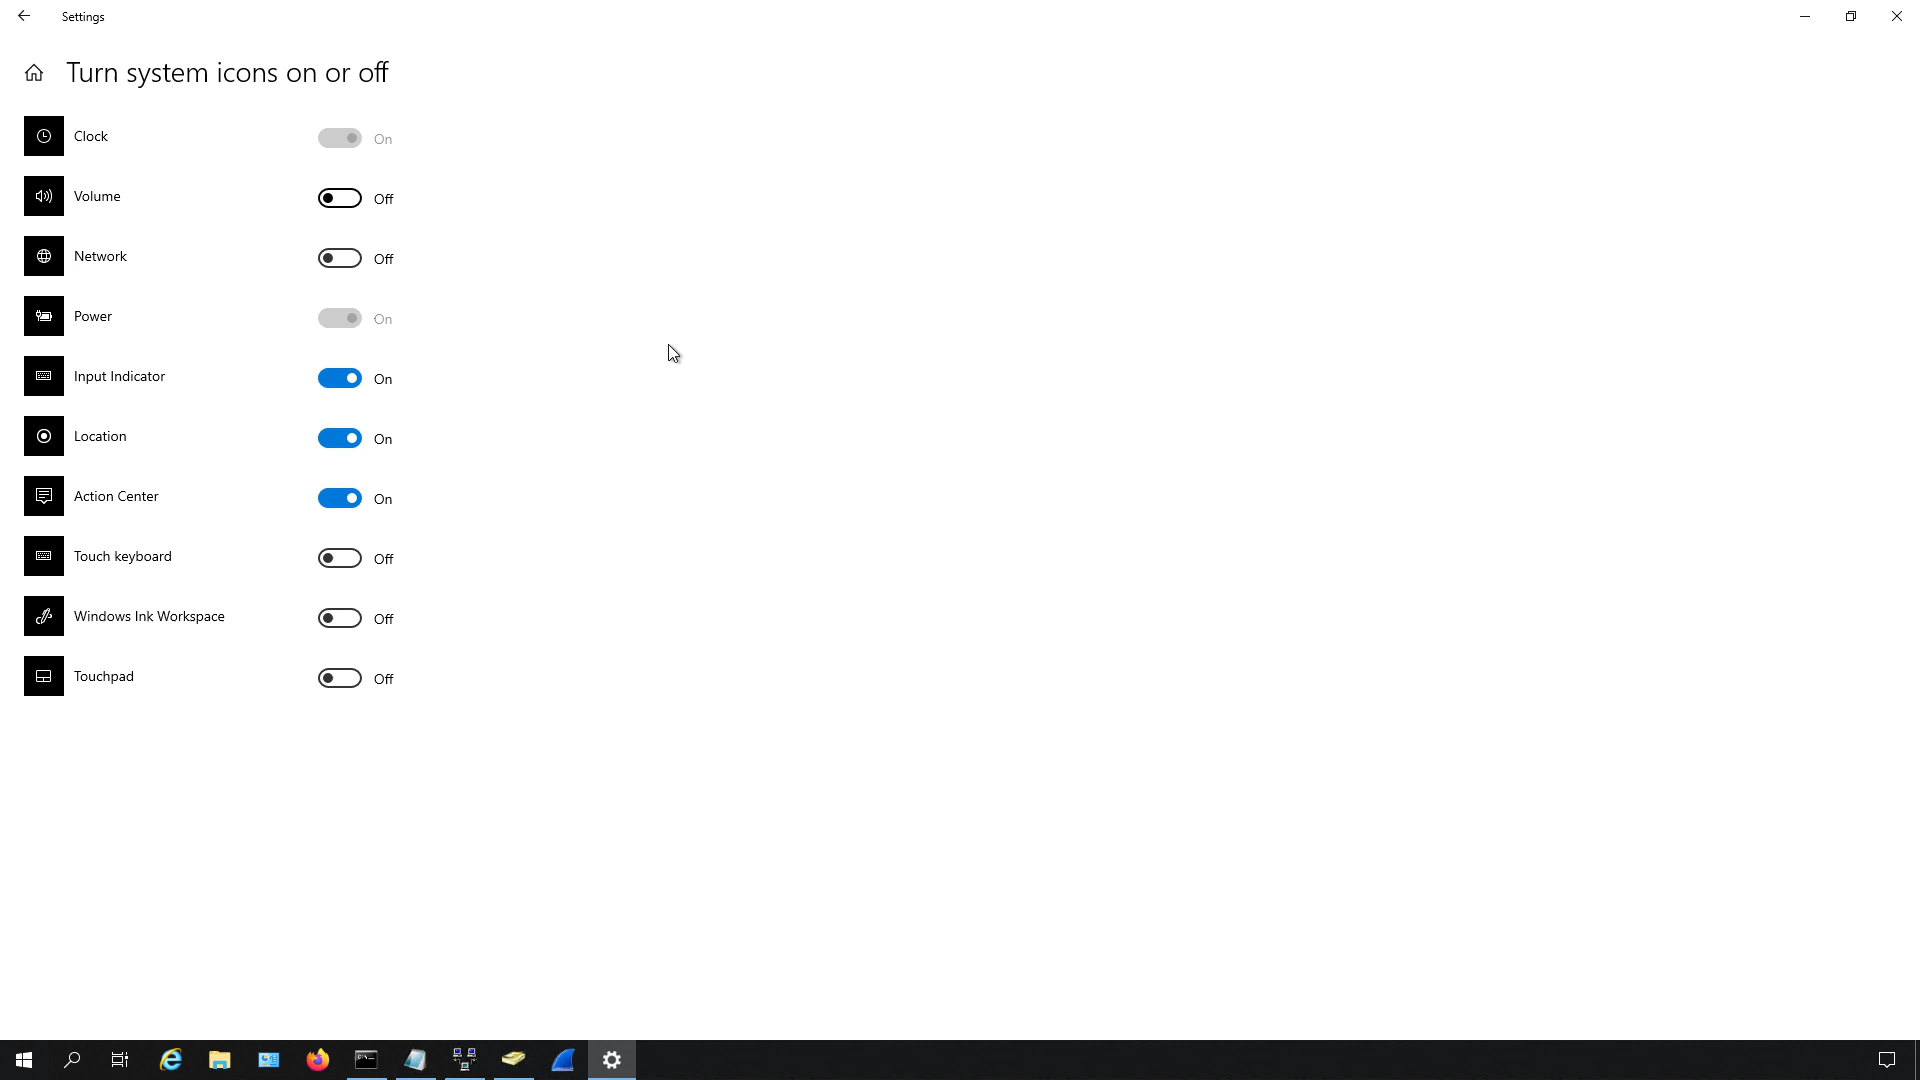 Settings
Turn system icons on or off
Clock On
Volume Off
Network Off
Power On
Input Indicator On
Location On
Action Center On
Touch keyboard Off
Windows Ink Workspace Off
Touchpad Off